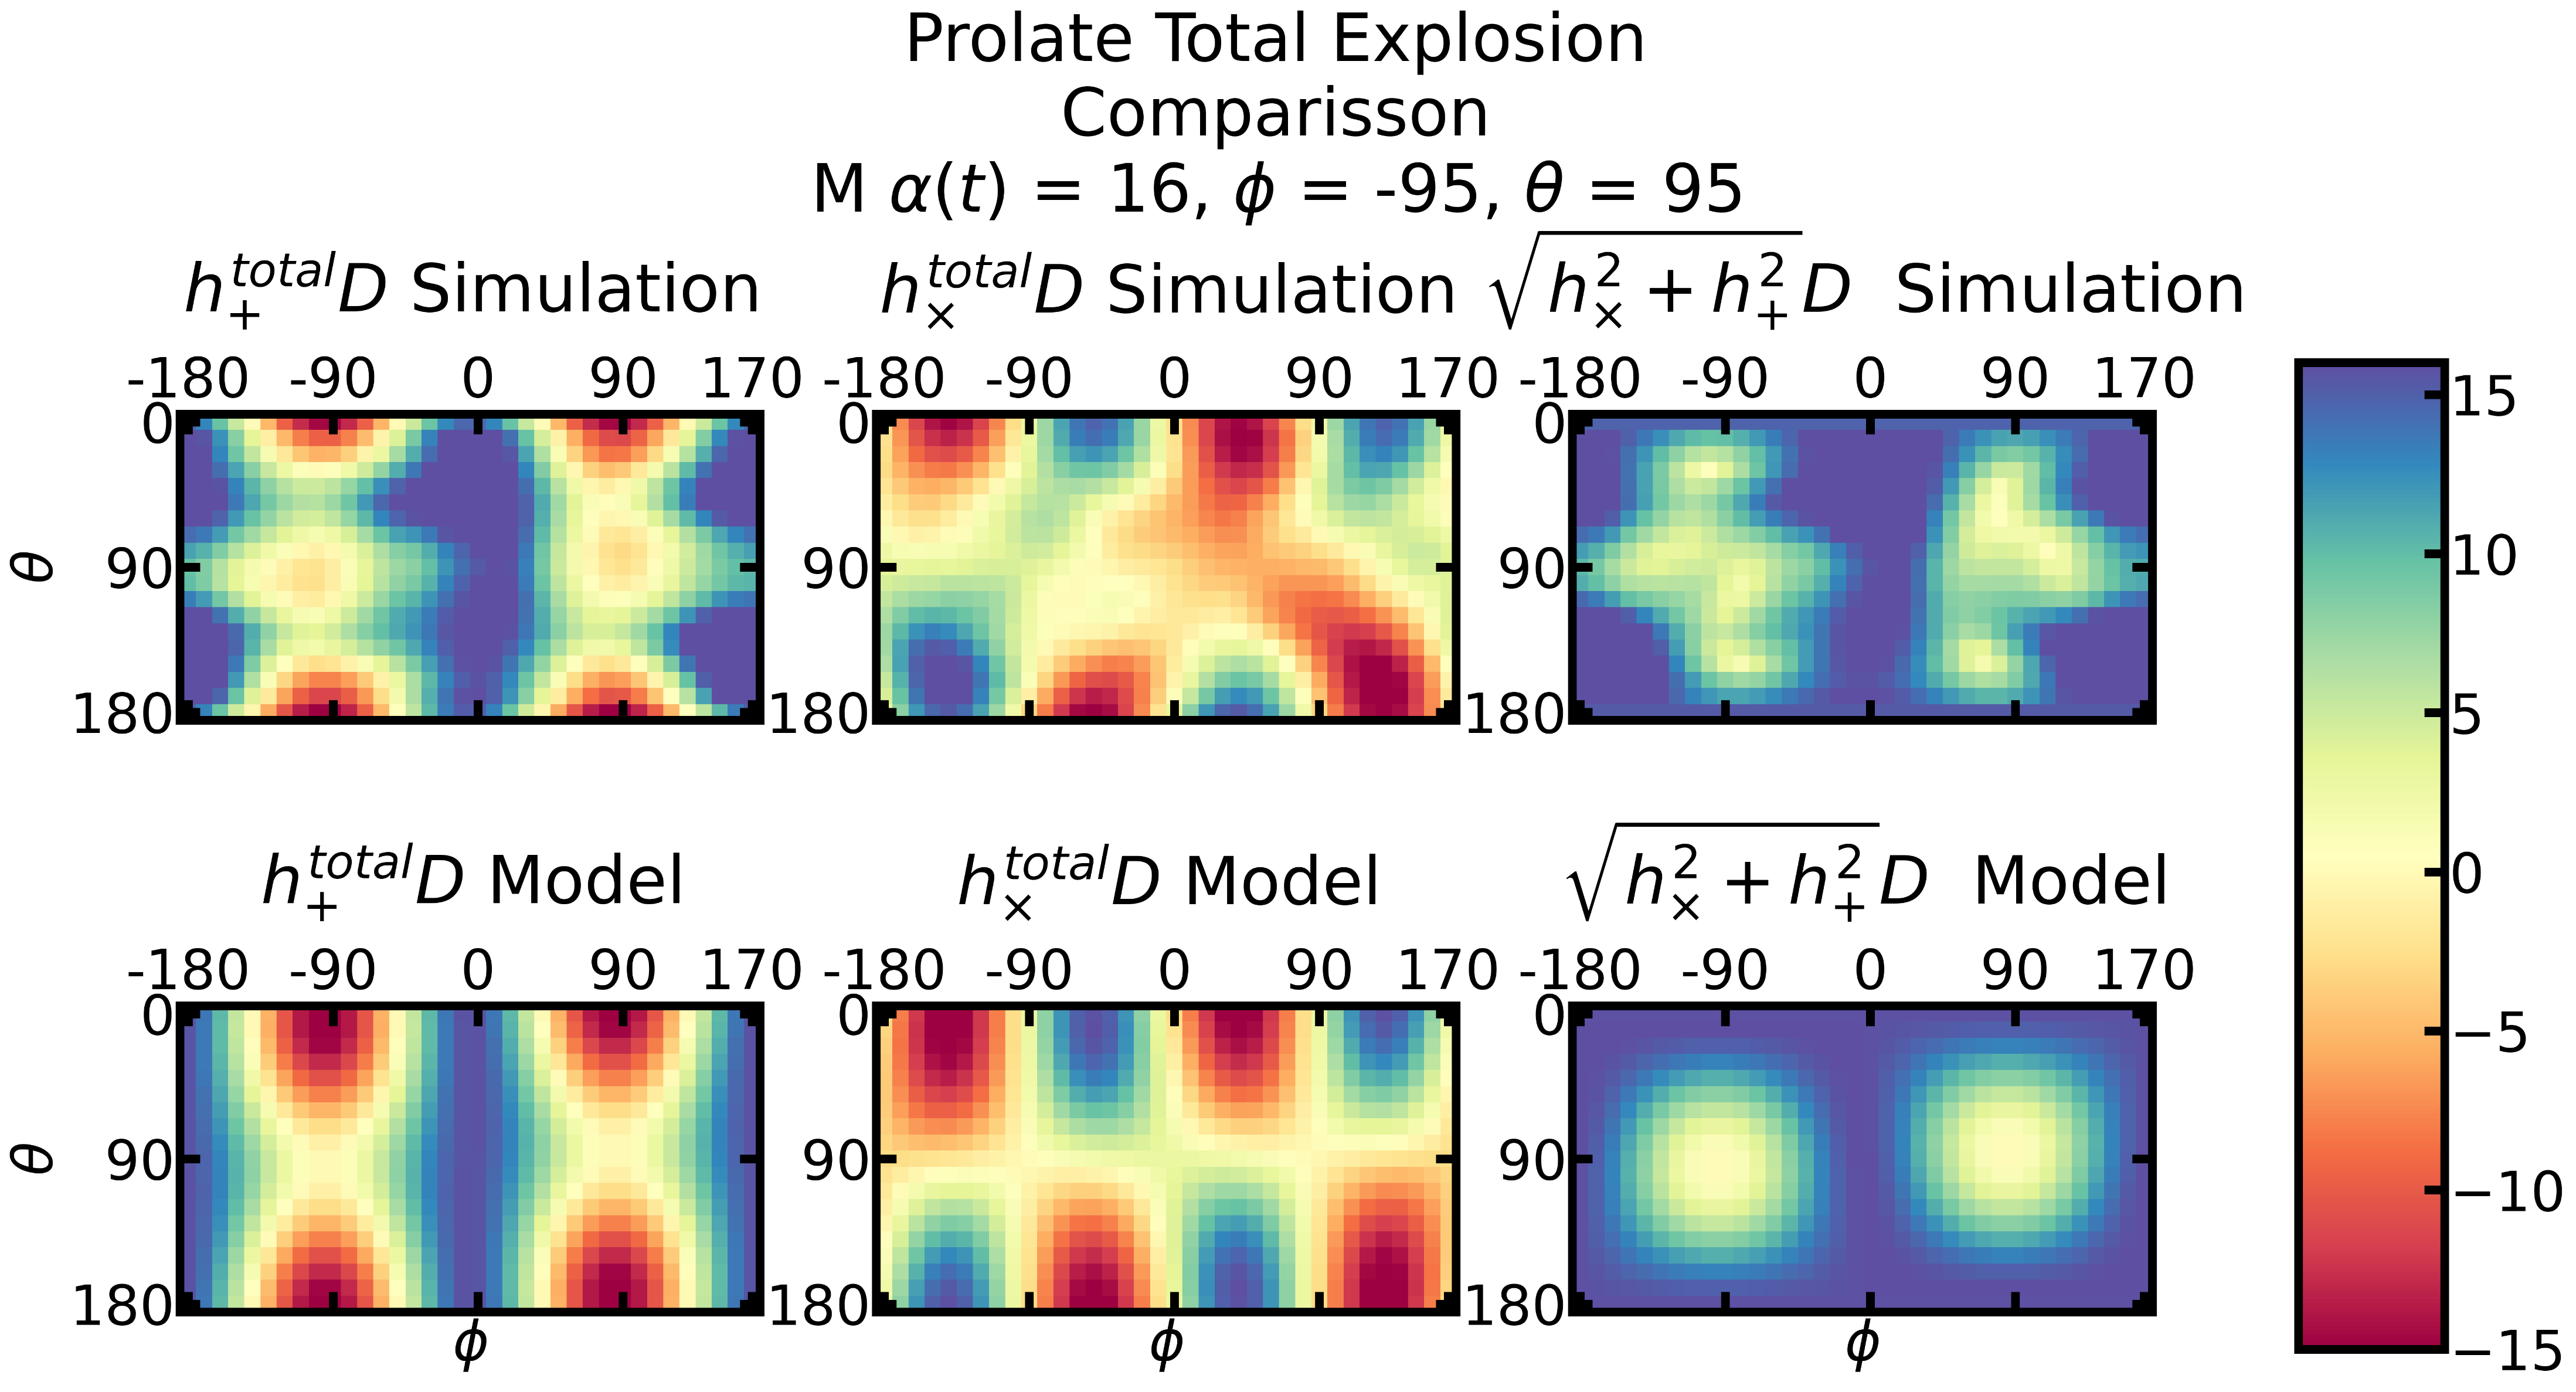 Prolate Total Explosion
Comparisson
M α(t) = 16, ϕ = -95, θ = 95
h₊^total D Simulation
h×^total D Simulation
√(h×² + h₊²) D Simulation
-180 -90 0 90 170
-180 -90 0 90 170
-180 -90 0 90 170
θ
0
90
180
0
90
180
0
90
180
h₊^total D Model
h×^total D Model
√(h×² + h₊²) D Model
-180 -90 0 90 170
-180 -90 0 90 170
-180 -90 0 90 170
θ
0
90
180
0
90
180
0
90
180
ϕ
ϕ
ϕ
15
10
5
0
−5
−10
−15